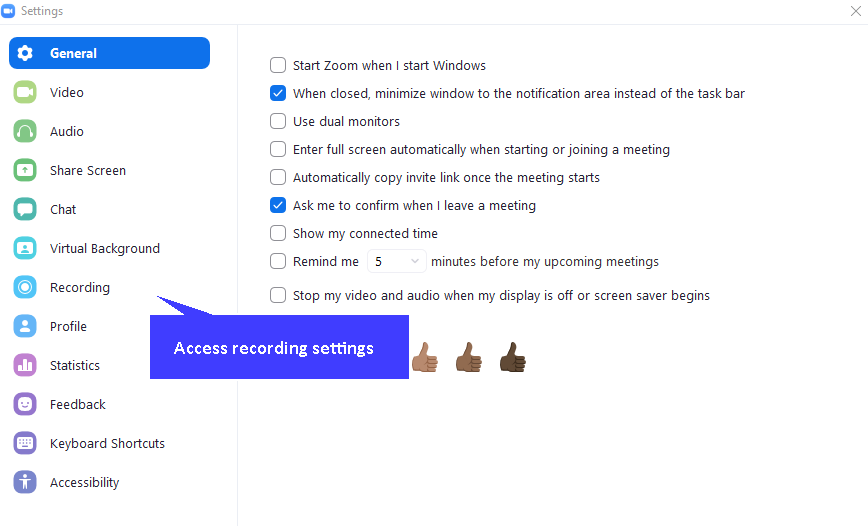 Settings
General
Video
Audio
Share Screen
Chat
Virtual Background
Recording
Profile
Statistics
Feedback
Keyboard Shortcuts
Accessibility
Start Zoom when I start Windows
When closed, minimize window to the notification area instead of the task bar
Use dual monitors
Enter full screen automatically when starting or joining a meeting
Automatically copy invite link once the meeting starts
Ask me to confirm when I leave a meeting
Show my connected time
Remind me 5 minutes before my upcoming meetings
Stop my video and audio when my display is off or screen saver begins
Access recording settings